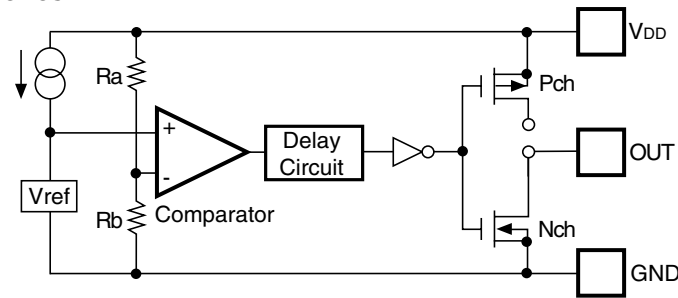 VDD
Ra
Pch
+
Delay
Circuit
OUT
-
Vref
Rb
Comparator
Nch
GND